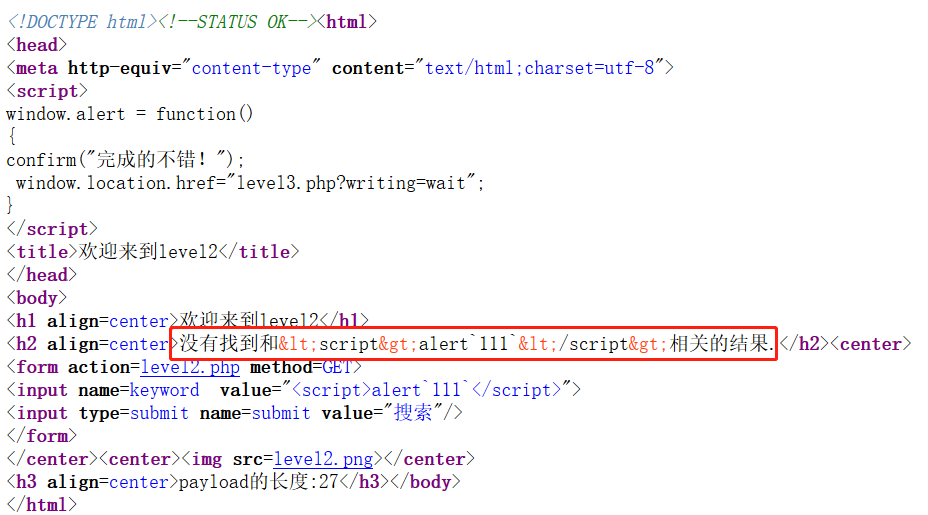 <!DOCTYPE html><!--STATUS OK--><html>
<head>
<meta http-equiv="content-type" content="text/html;charset=utf-8">
<script>
window.alert = function()
{
confirm("完成的不错！");
 window.location.href="level3.php?writing=wait";
}
</script>
<title>欢迎来到level2</title>
</head>
<body>
<h1 align=center>欢迎来到level2</h1>
<h2 align=center>没有找到和&lt;script&gt;alert`111`&lt;/script&gt;相关的结果.</h2><center>
<form action=level2.php method=GET>
<input name=keyword  value="<script>alert`111`</script>">
<input type=submit name=submit value="搜索"/>
</form>
</center><center><img src=level2.png></center>
<h3 align=center>payload的长度:27</h3></body>
</html>